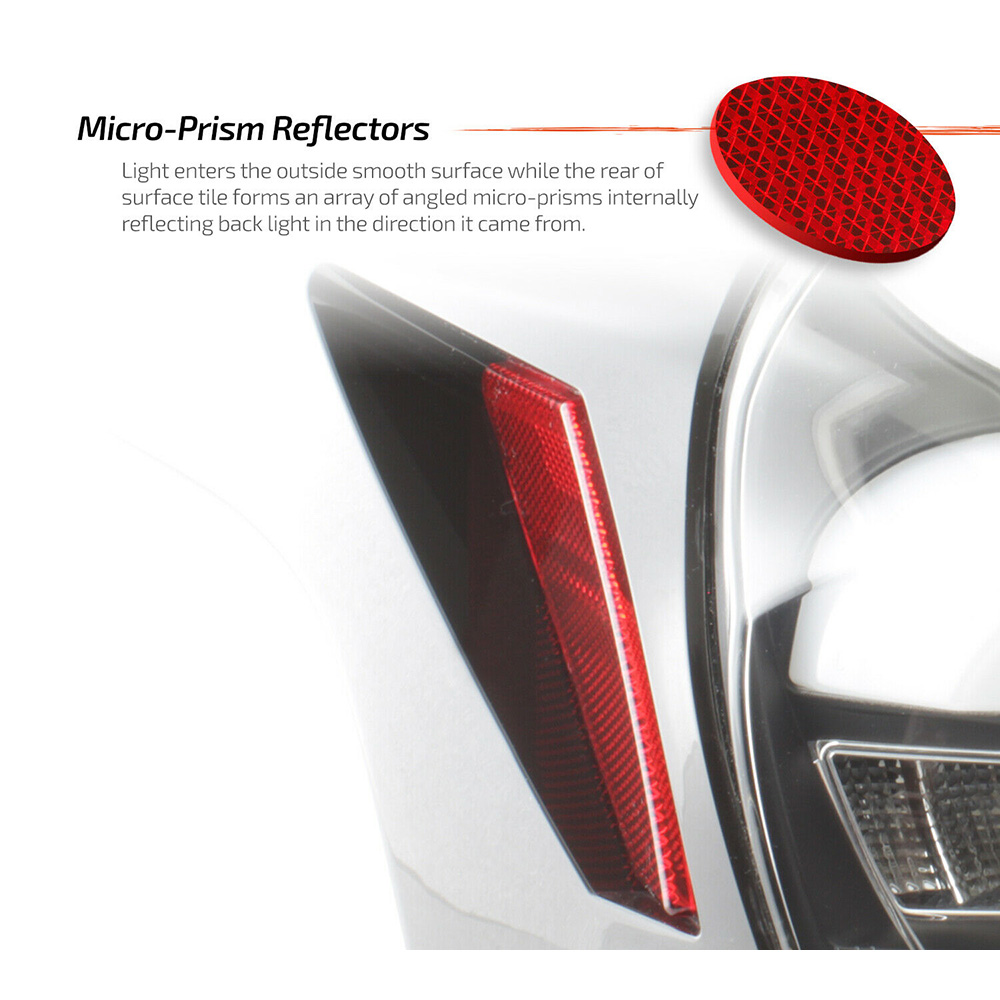 Micro-Prism Reflectors
Light enters the outside smooth surface while the rear of
surface tile forms an array of angled micro-prisms internally
reflecting back light in the direction it came from.